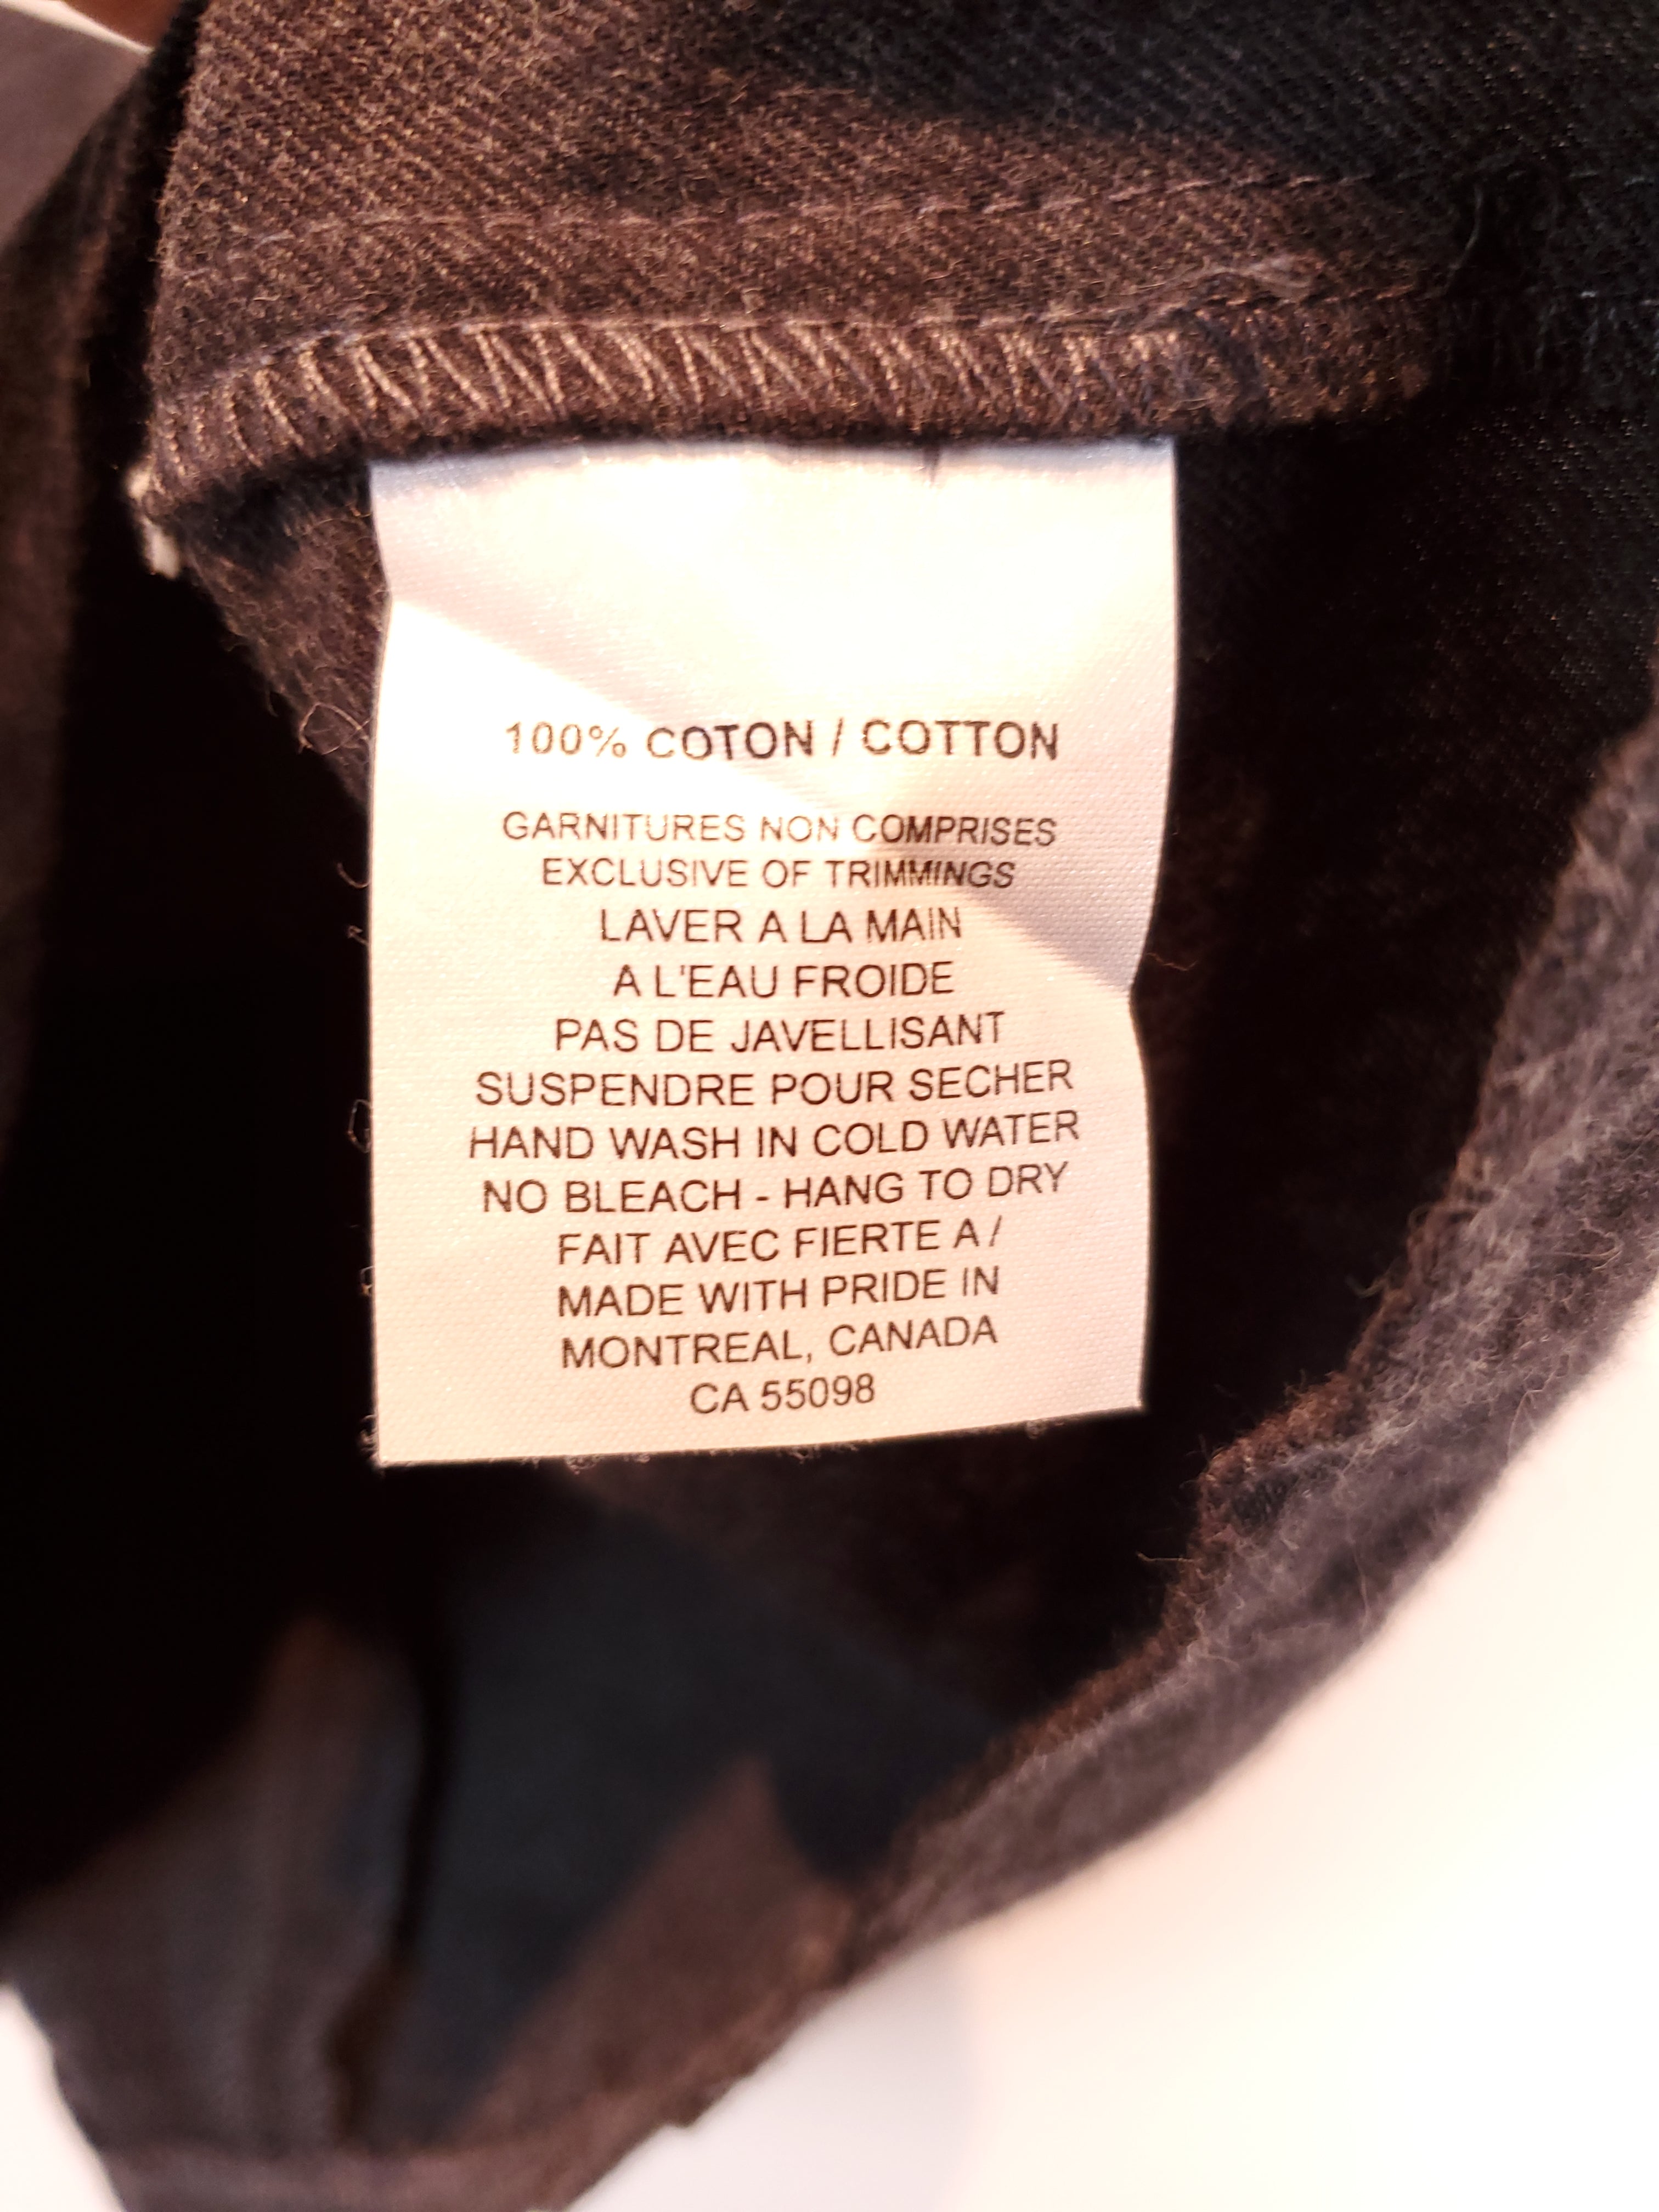 100% COTON / COTTON
GARNITURES NON COMPRISES
EXCLUSIVE OF TRIMMINGS
LAVER A LA MAIN
A L'EAU FROIDE
PAS DE JAVELLISANT
SUSPENDRE POUR SECHER
HAND WASH IN COLD WATER
NO BLEACH - HANG TO DRY
FAIT AVEC FIERTE A /
MADE WITH PRIDE IN
MONTREAL, CANADA
CA 55098